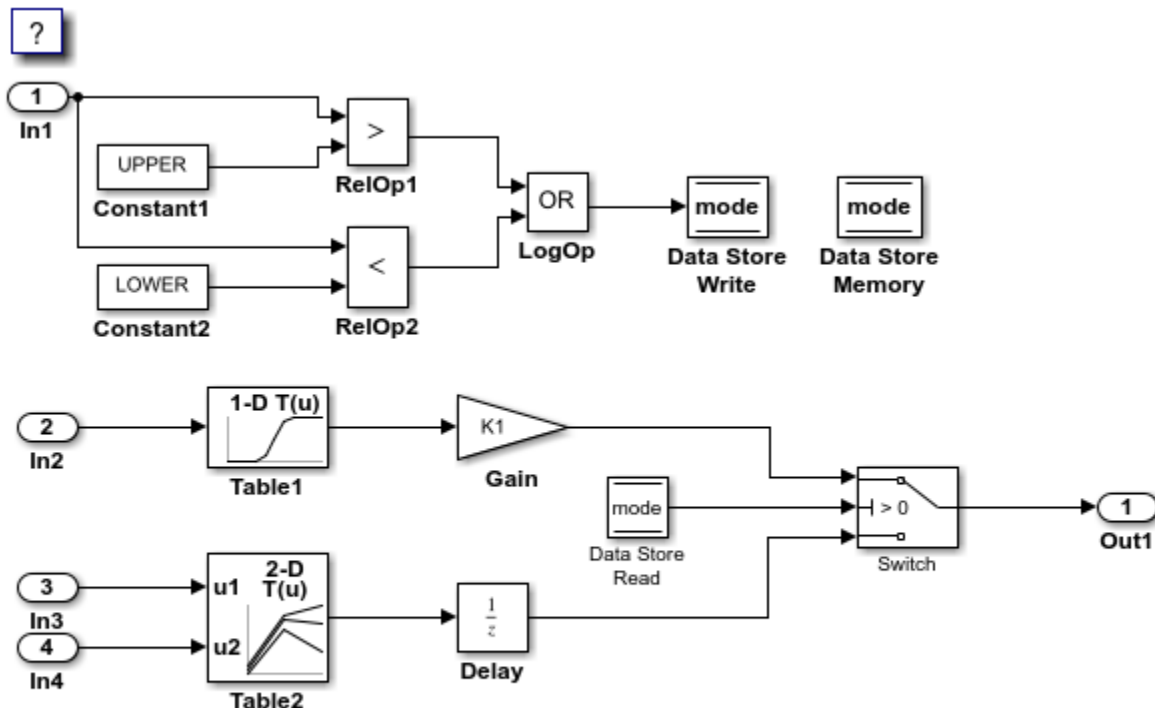 ?
1
In1
UPPER
Constant1
>
RelOp1
LOWER
Constant2
<
RelOp2
OR
LogOp
mode
Data Store
Write
mode
Data Store
Memory
2
In2
1-D T(u)
Table1
K1
Gain
mode
Data Store
Read
> 0
Switch
1
Out1
3
In3
4
In4
u1
u2
2-D
T(u)
Table2
1
z
Delay